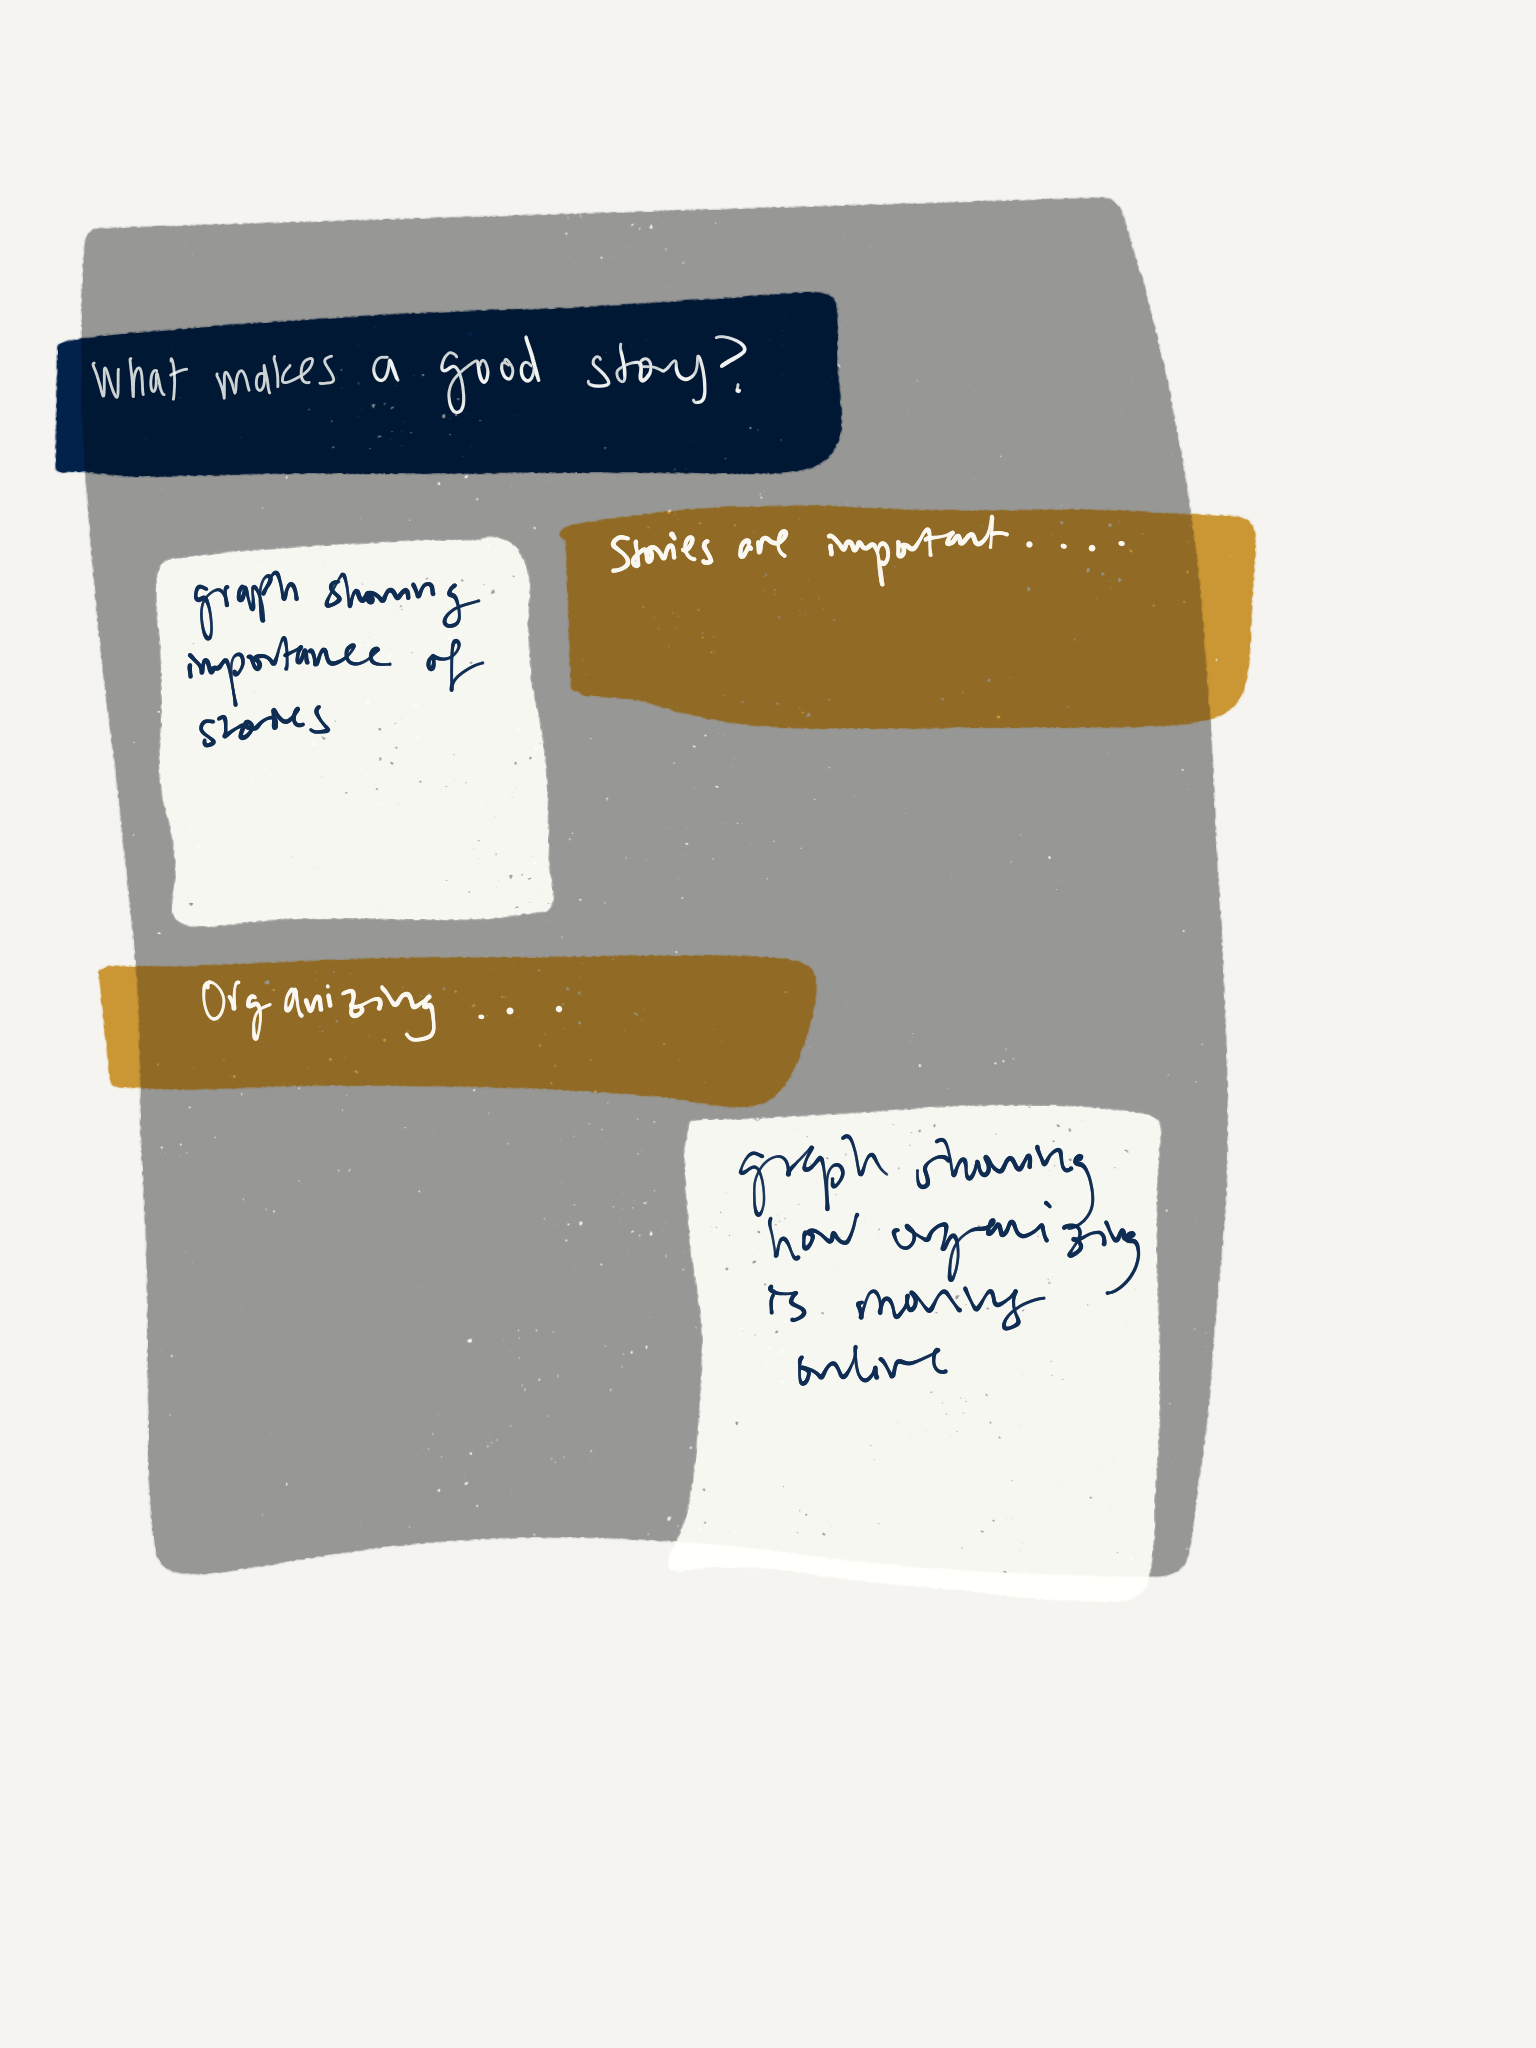 What makes a good story?
Stories are important....
graph showing
importance of
stories
Organizing ...
graph showing
how organizing
is moving
online